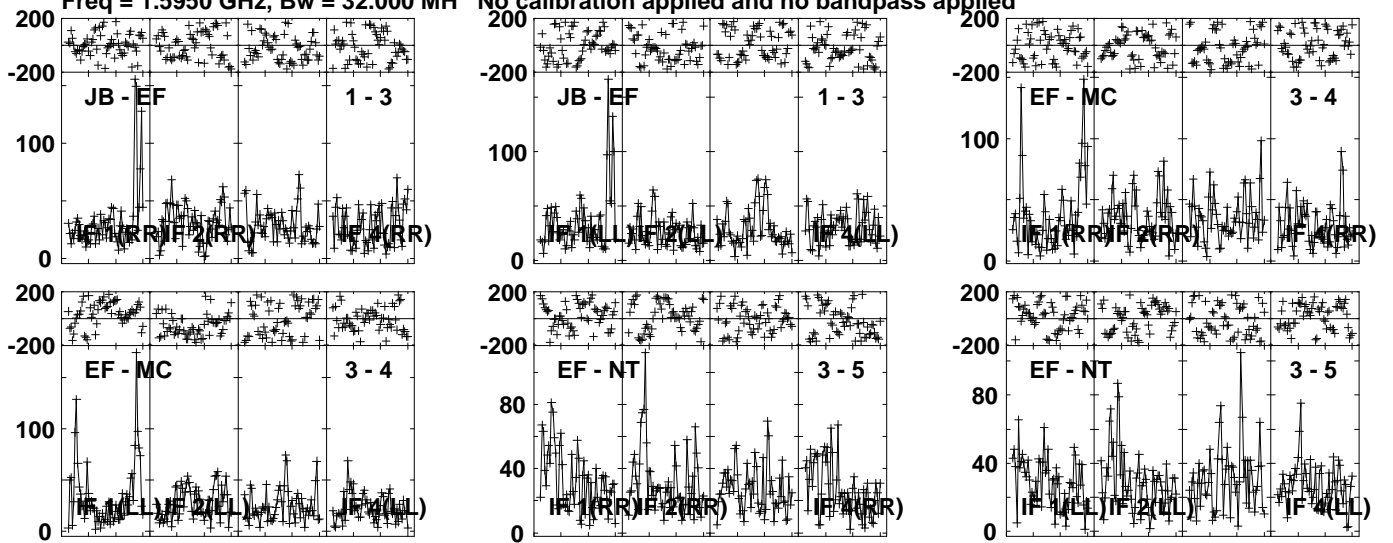 Freq = 1.5950 GHz, Bw = 32.000 MH No calibration applied and no bandpass applied
200
-200
JB - EF 1 - 3
100
IF 1(RR) IF 2(RR) IF 4(RR)
0
JB - EF 1 - 3
100
IF 1(LL) IF 2(LL) IF 4(LL)
0
200
-200
EF - MC 3 - 4
100
IF 1(RR) IF 2(RR) IF 4(RR)
0
200
-200
EF - MC 3 - 4
100
IF 1(LL) IF 2(LL) IF 4(LL)
0
200
-200
EF - NT 3 - 5
80
40
IF 1(RR) IF 2(RR) IF 4(RR)
0
200
-200
EF - NT 3 - 5
80
40
IF 1(LL) IF 2(LL) IF 4(LL)
0